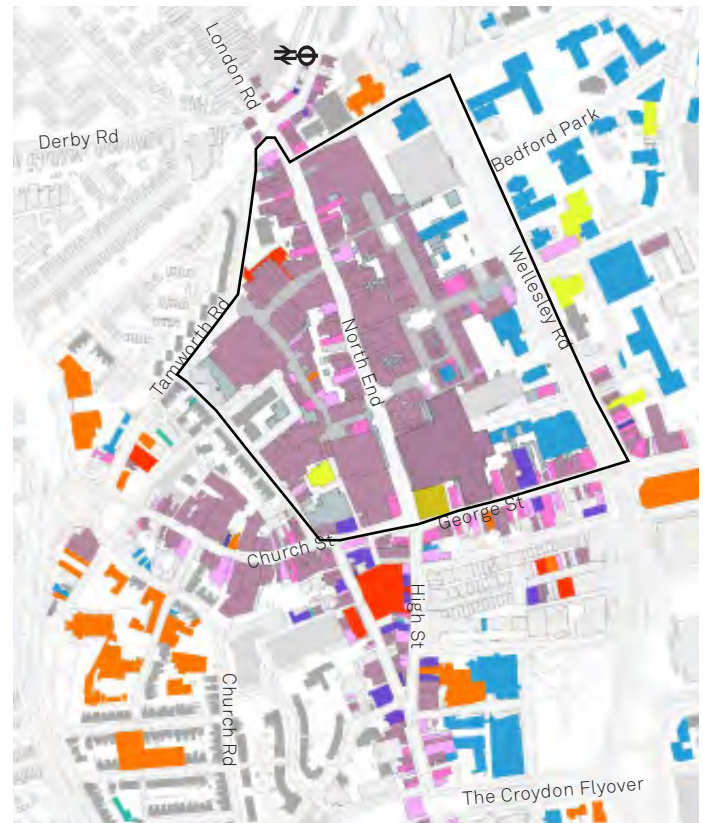 London Rd
Derby Rd
Bedford Park
Wellesley Rd
Tamworth Rd
North End
George St
Church St
High St
Church Rd
The Croydon Flyover